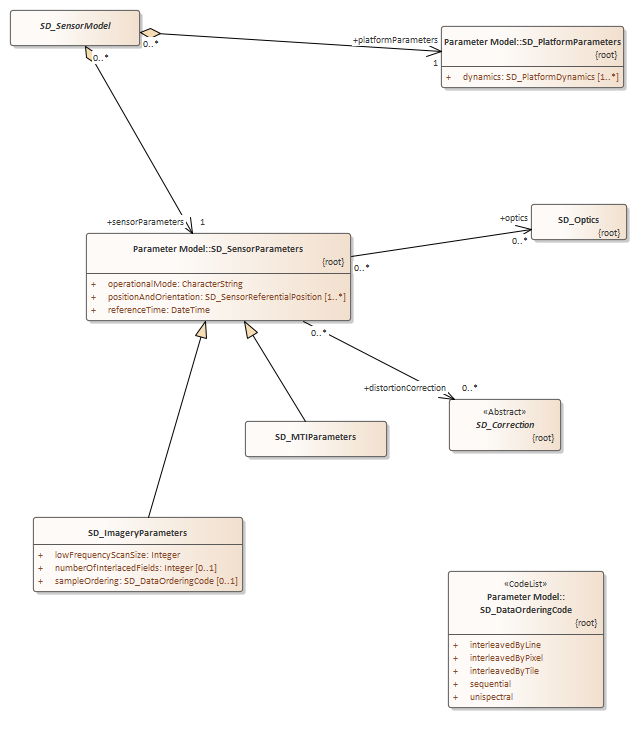 SD_SensorModel
0..*
+platformParameters
1
Parameter Model::SD_PlatformParameters
{root}
+ dynamics: SD_PlatformDynamics [1..*]
0..*
+sensorParameters
1
Parameter Model::SD_SensorParameters
{root}
+ operationalMode: CharacterString
+ positionAndOrientation: SD_SensorReferentialPosition [1..*]
+ referenceTime: DateTime
+optics
0..*
0..*
SD_Optics
{root}
0..*
+distortionCorrection
0..*
«Abstract»
SD_Correction
{root}
SD_MTIParameters
SD_ImageryParameters
+ lowFrequencyScanSize: Integer
+ numberOfInterlacedFields: Integer [0..1]
+ sampleOrdering: SD_DataOrderingCode [0..1]
«CodeList»
Parameter Model::
SD_DataOrderingCode
{root}
+ interleavedByLine
+ interleavedByPixel
+ interleavedByTile
+ sequential
+ unispectral